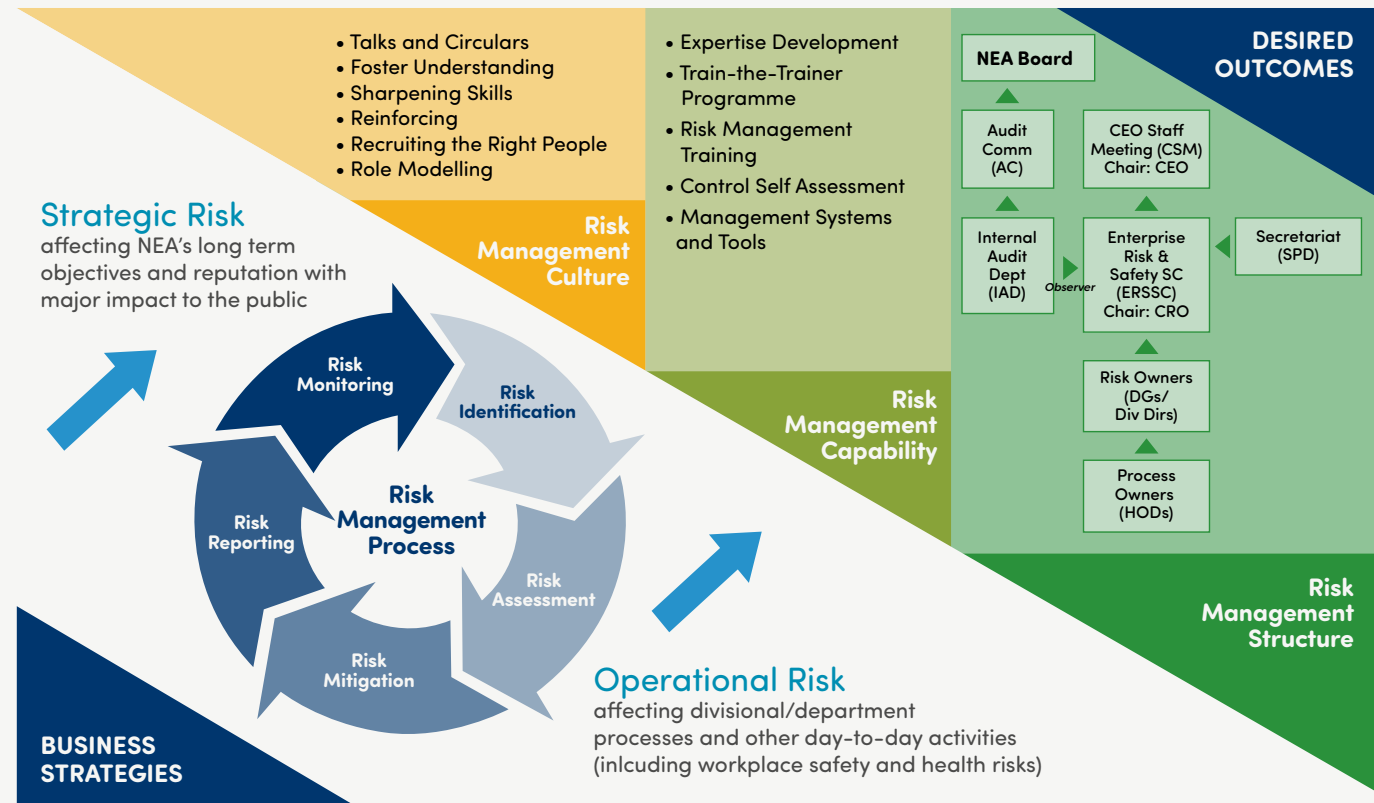 • Talks and Circulars
• Foster Understanding
• Sharpening Skills
• Reinforcing
• Recruiting the Right People
• Role Modelling
Risk
Management
Culture
• Expertise Development
• Train-the-Trainer
Programme
• Risk Management
Training
• Control Self Assessment
• Management Systems
and Tools
Risk
Management
Capability
DESIRED
OUTCOMES
NEA Board
Audit
Comm
(AC)
CEO Staff
Meeting (CSM)
Chair: CEO
Internal
Audit
Dept
(IAD)
Observer
Enterprise
Risk &
Safety SC
(ERSSC)
Chair: CRO
Secretariat
(SPD)
Risk Owners
(DGs/
Div Dirs)
Process
Owners
(HODs)
Risk
Management
Structure
Strategic Risk
affecting NEA's long term
objectives and reputation with
major impact to the public
Risk
Monitoring
Risk
Identification
Risk
Assessment
Risk
Mitigation
Risk
Reporting
Risk
Management
Process
Operational Risk
affecting divisional/department
processes and other day-to-day activities
(inlcuding workplace safety and health risks)
BUSINESS
STRATEGIES